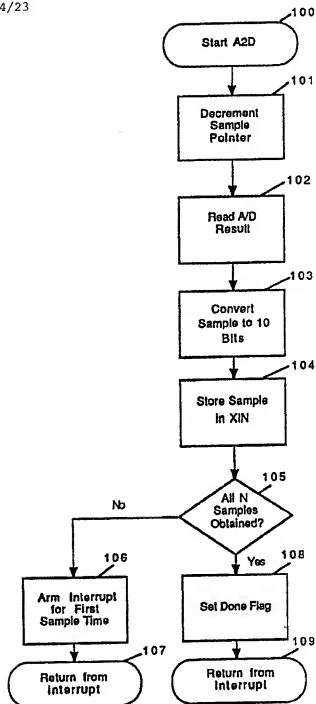 4/23
100
Start A2D
101
Decrement
Sample
Pointer
102
Read A/D
Result
103
Convert
Sample to 10
Bits
104
Store Sample
in XIN
105
All N
Samples
Obtained?
No
Yes
106
Arm Interrupt
for First
Sample Time
108
Set Done Flag
107
Return from
Interrupt
109
Return from
Interrupt